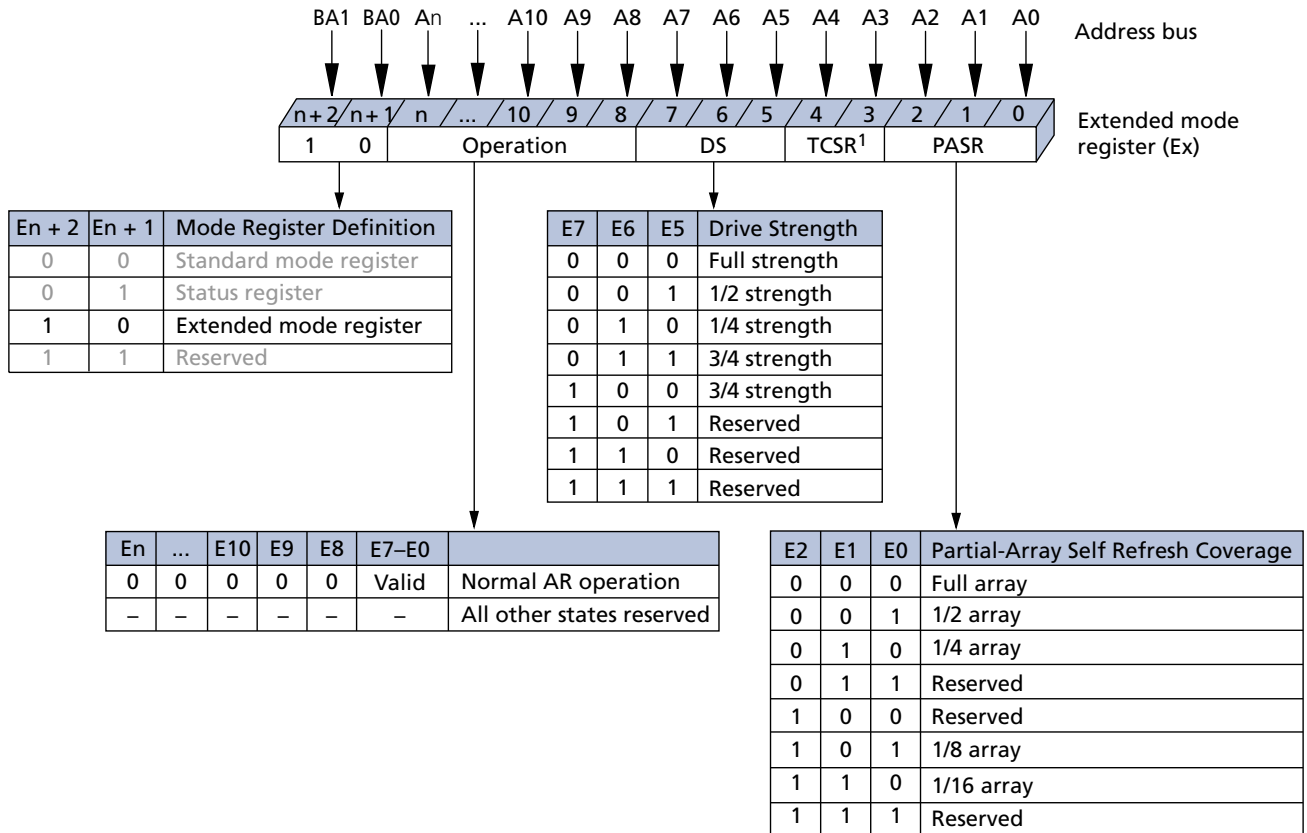 BA1 BA0 An ... A10 A9 A8 A7 A6 A5 A4 A3 A2 A1 A0
Address bus
n + 2 n + 1 n ... 10 9 8 7 6 5 4 3 2 1 0
Extended mode
register (Ex)
1 0 Operation DS TCSR1 PASR
En + 2 En + 1 Mode Register Definition
0 0 Standard mode register
0 1 Status register
1 0 Extended mode register
1 1 Reserved
E7 E6 E5 Drive Strength
0 0 0 Full strength
0 0 1 1/2 strength
0 1 0 1/4 strength
0 1 1 3/4 strength
1 0 0 3/4 strength
1 0 1 Reserved
1 1 0 Reserved
1 1 1 Reserved
En ... E10 E9 E8 E7–E0
0 0 0 0 0 Valid Normal AR operation
– – – – – – All other states reserved
E2 E1 E0 Partial-Array Self Refresh Coverage
0 0 0 Full array
0 0 1 1/2 array
0 1 0 1/4 array
0 1 1 Reserved
1 0 0 Reserved
1 0 1 1/8 array
1 1 0 1/16 array
1 1 1 Reserved